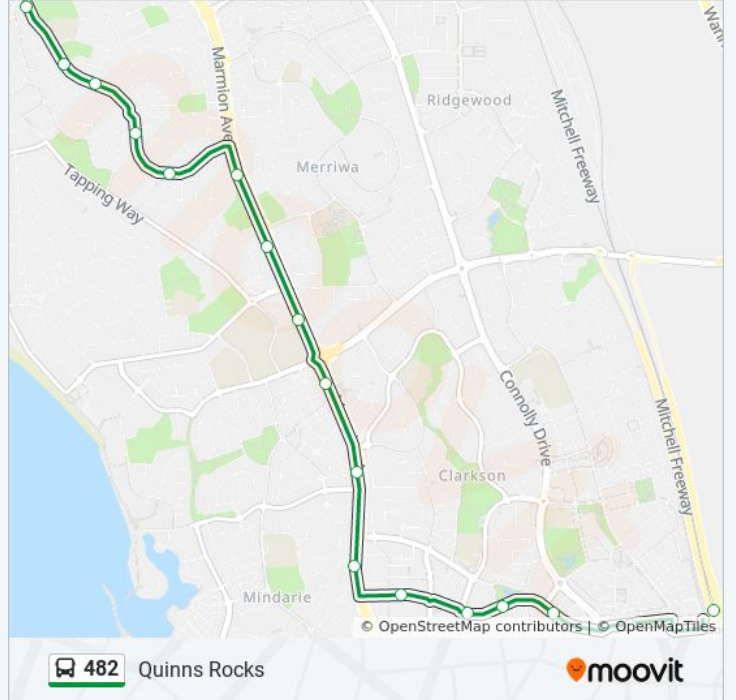 Wann
Marmion Ave
Ridgewood
Mitchell Freeway
Merriwa
Tapping Way
Connolly Drive
Mitchell Freeway
Clarkson
Mindarie
© OpenStreetMap contributors | © OpenMapTiles
482 Quinns Rocks
moovit